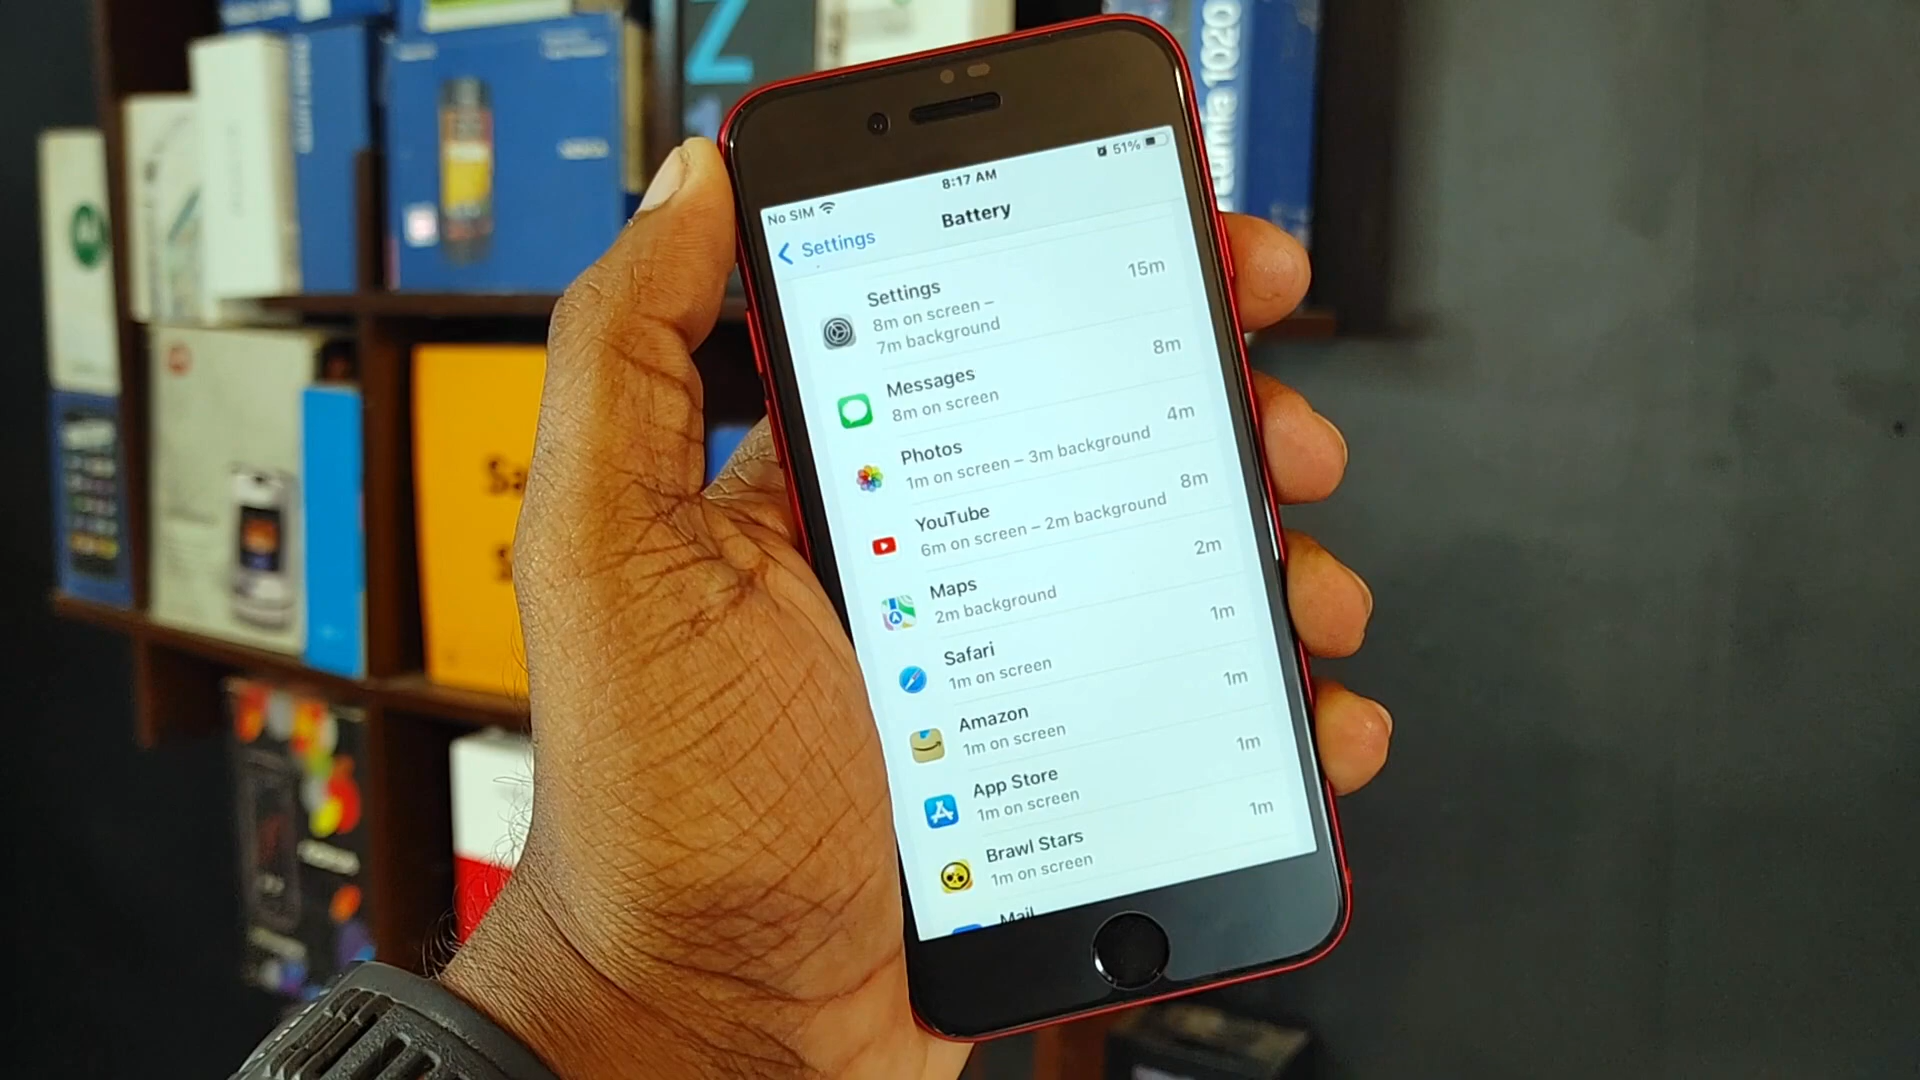 Z
tunia 1020
Sa
S
51%
8:17 AM
No SIM
Settings
Battery
Settings
15m
8m on screen –
7m background
Messages
8m
8m on screen
Photos
4m
1m on screen – 3m background
YouTube
8m
6m on screen – 2m background
Maps
2m
2m background
Safari
1m
1m on screen
Amazon
1m
1m on screen
App Store
1m
1m on screen
Brawl Stars
1m
1m on screen
Mail